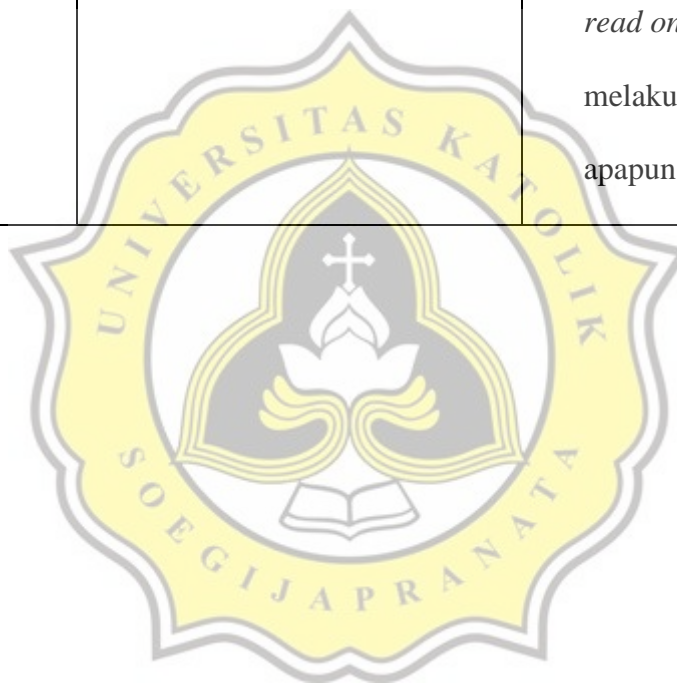 read on
melaku
apapun
UNIVERSITAS KATOLIK
SOEGIJAPRANATA